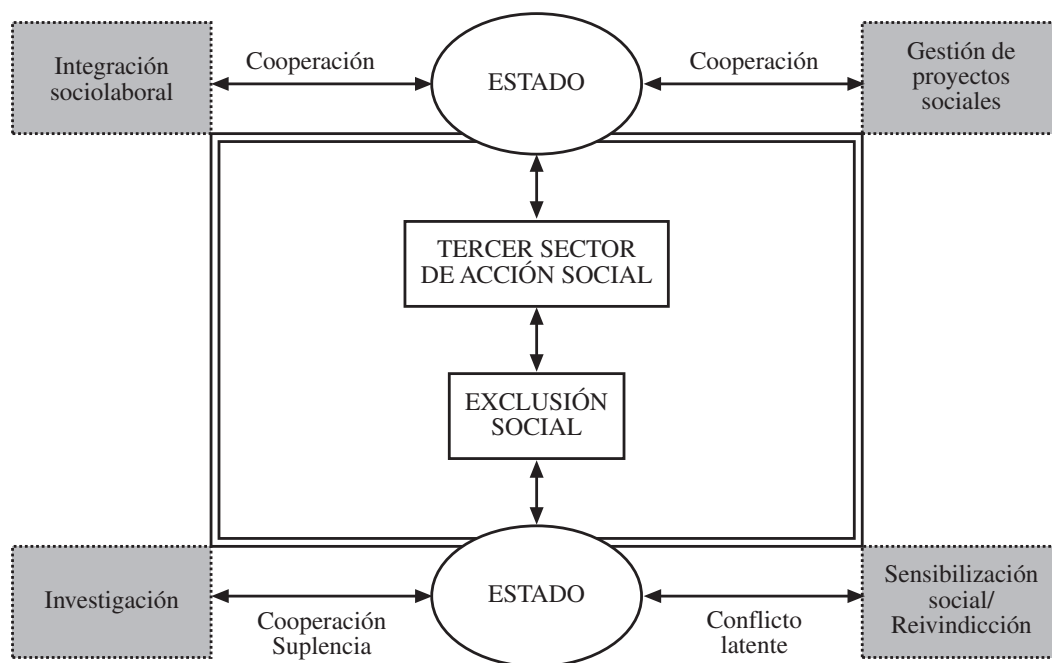 Integración
sociolaboral
Cooperación
ESTADO
Cooperación
Gestión de
proyectos
sociales
TERCER SECTOR
DE ACCIÓN SOCIAL
EXCLUSIÓN
SOCIAL
Investigación
Cooperación
Suplencia
ESTADO
Conflicto
latente
Sensibilización
social/
Reivindicción